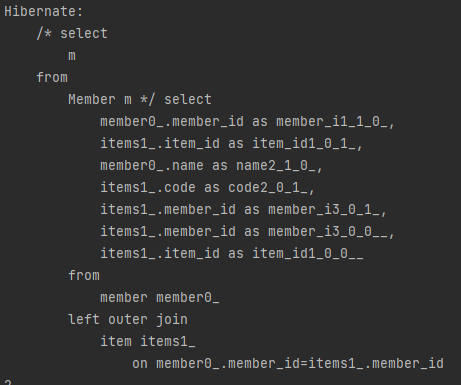 Hibernate:
    /* select
        m
    from
        Member m */ select
            member0_.member_id as member_i1_1_0_,
            items1_.item_id as item_id1_0_1_,
            member0_.name as name2_1_0_,
            items1_.code as code2_0_1_,
            items1_.member_id as member_i3_0_1_,
            items1_.member_id as member_i3_0_0__,
            items1_.item_id as item_id1_0_0__
        from
            member member0_
        left outer join
            item items1_
                on member0_.member_id=items1_.member_id